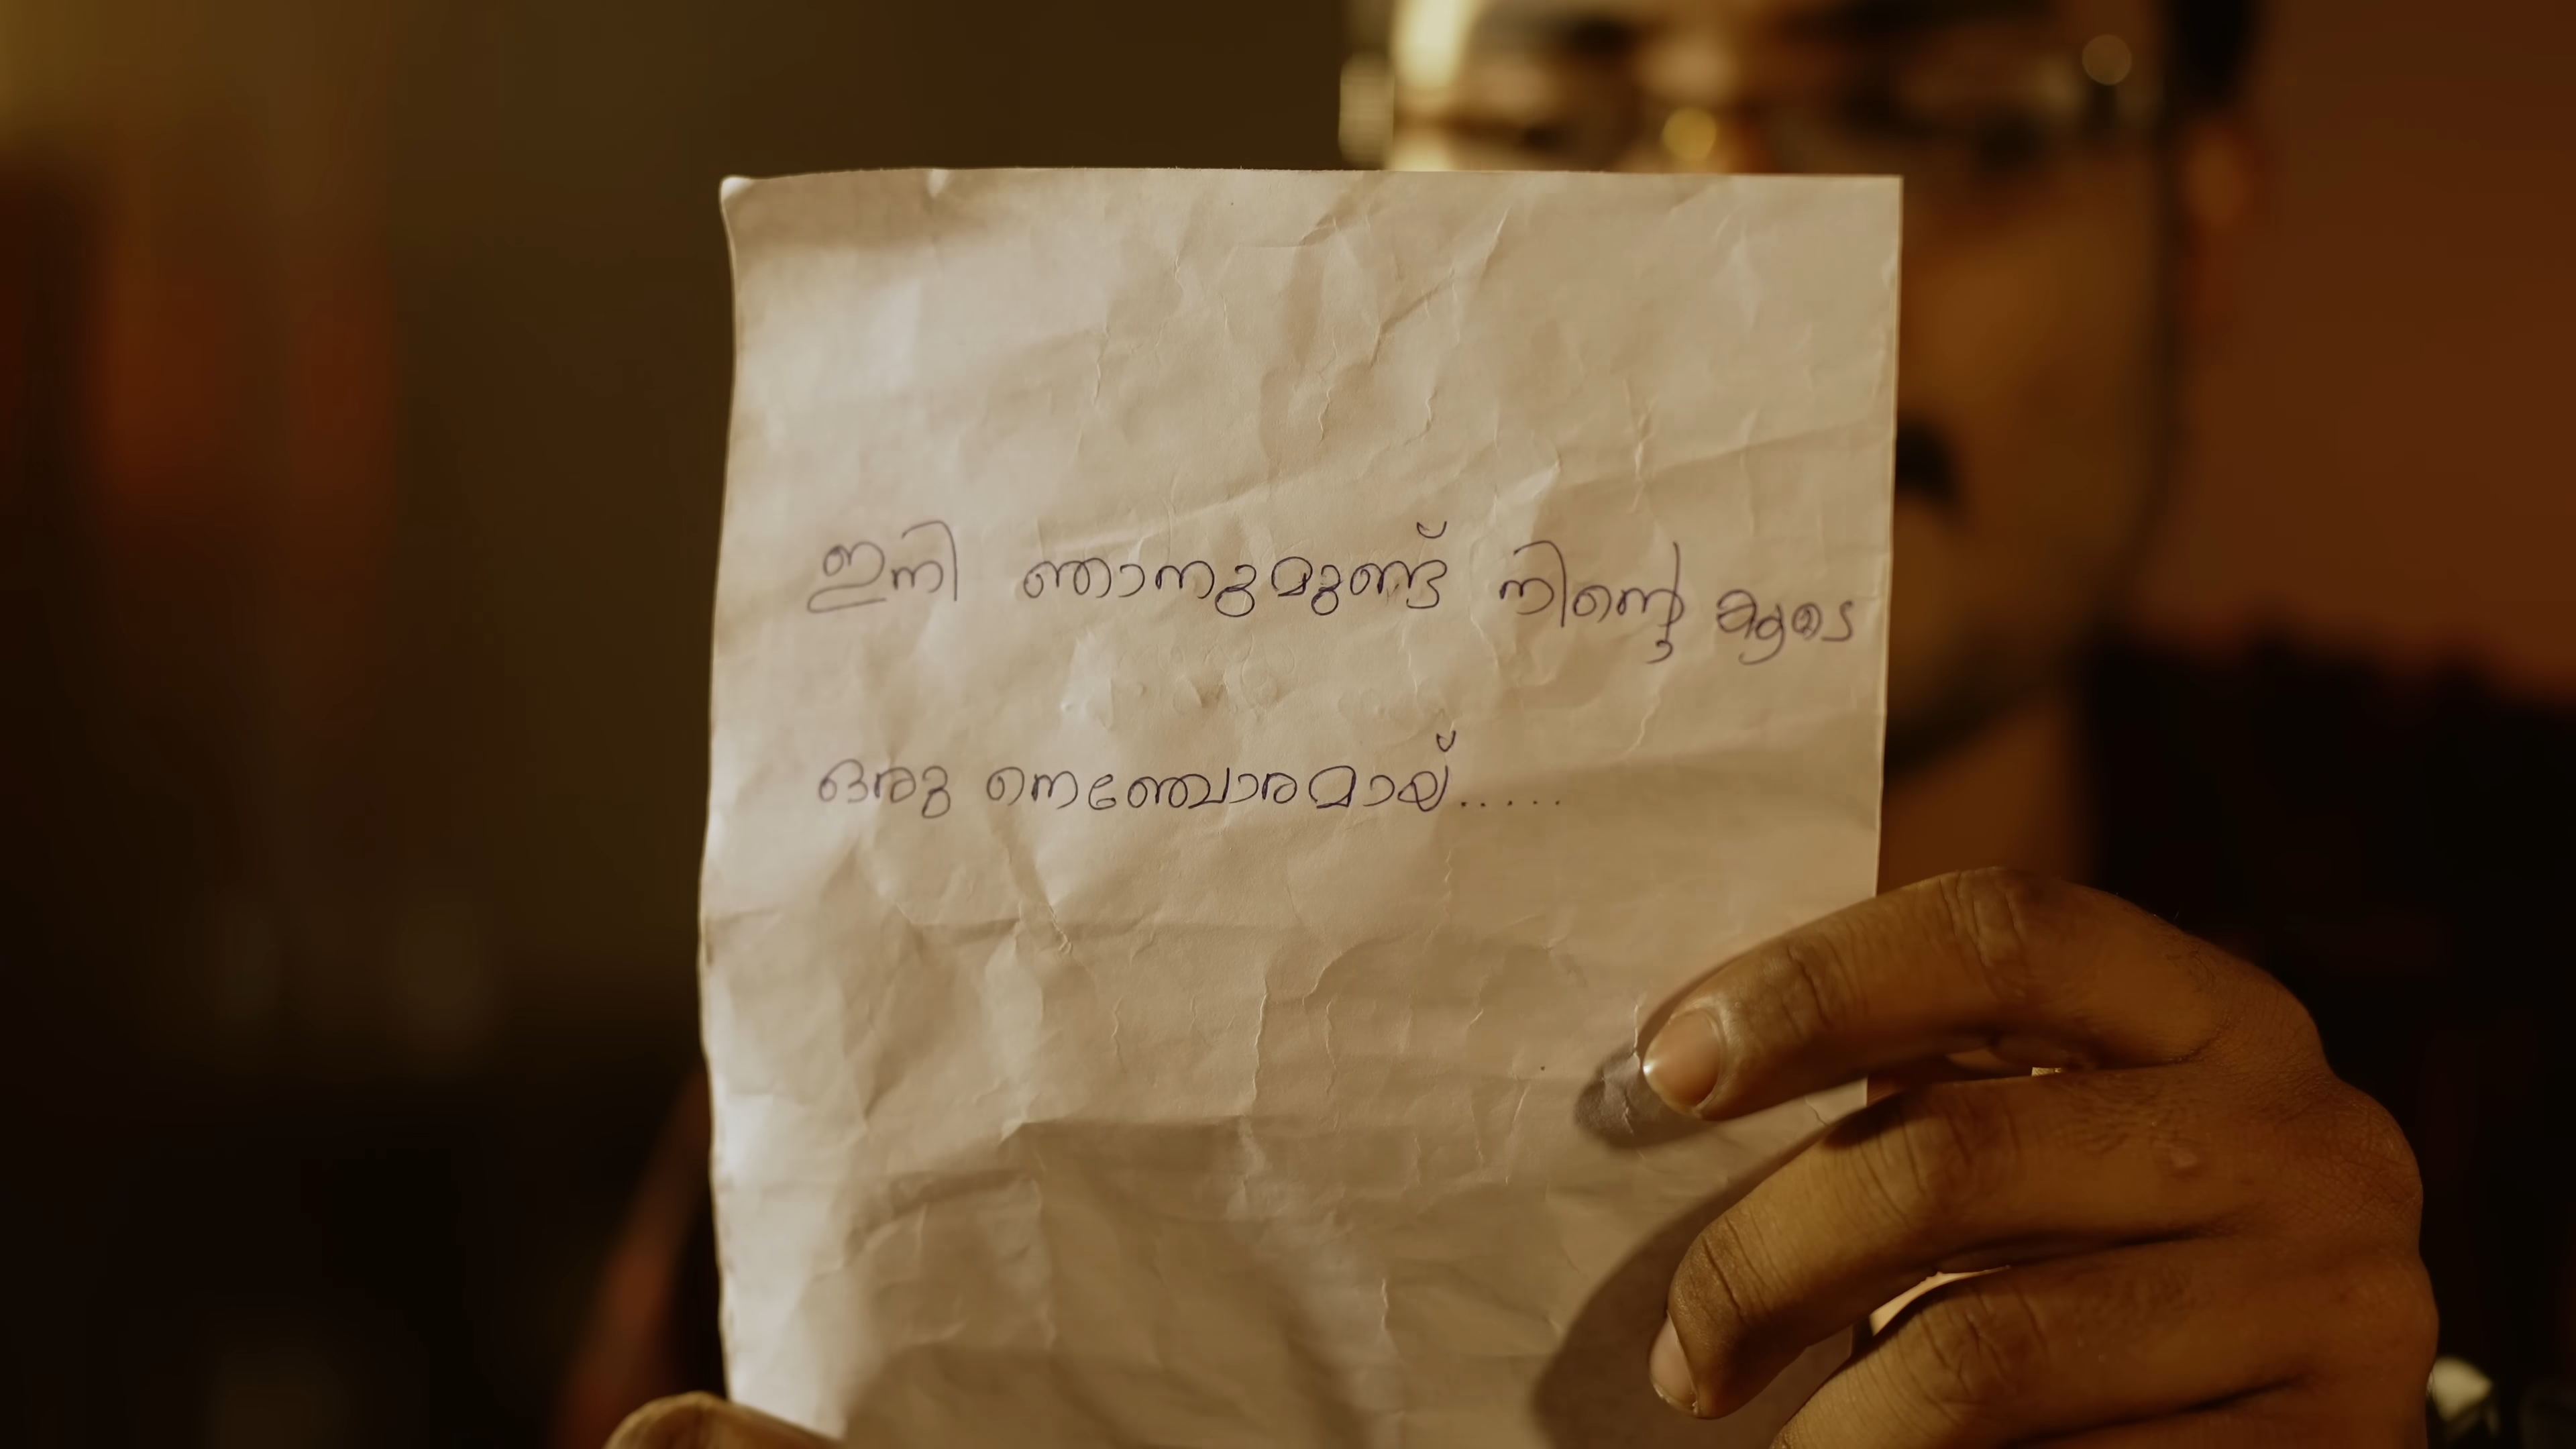 ഇനി ഞാനുമുണ്ട് നിന്റെ കൂടെ
ഒരു നെഞ്ചോരമായ്.....